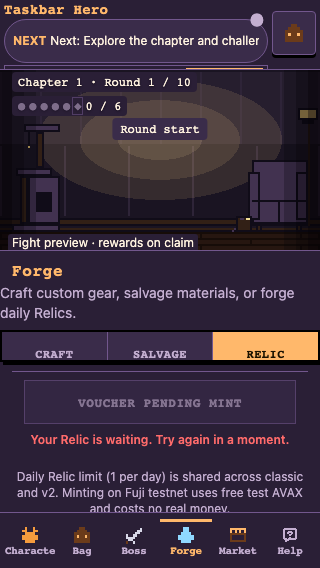 Taskbar Hero
NEXT Next: Explore the chapter and challer
Chapter 1 · Round 1 / 10
0 / 6
Round start
Fight preview · rewards on claim
Forge
Craft custom gear, salvage materials, or forge
daily Relics.
CRAFT
SALVAGE
RELIC
VOUCHER PENDING MINT
Your Relic is waiting. Try again in a moment.
Daily Relic limit (1 per day) is shared across classic
and v2. Minting on Fuji testnet uses free test AVAX
and costs no real money.
Characte
Bag
Boss
Forge
Market
Help